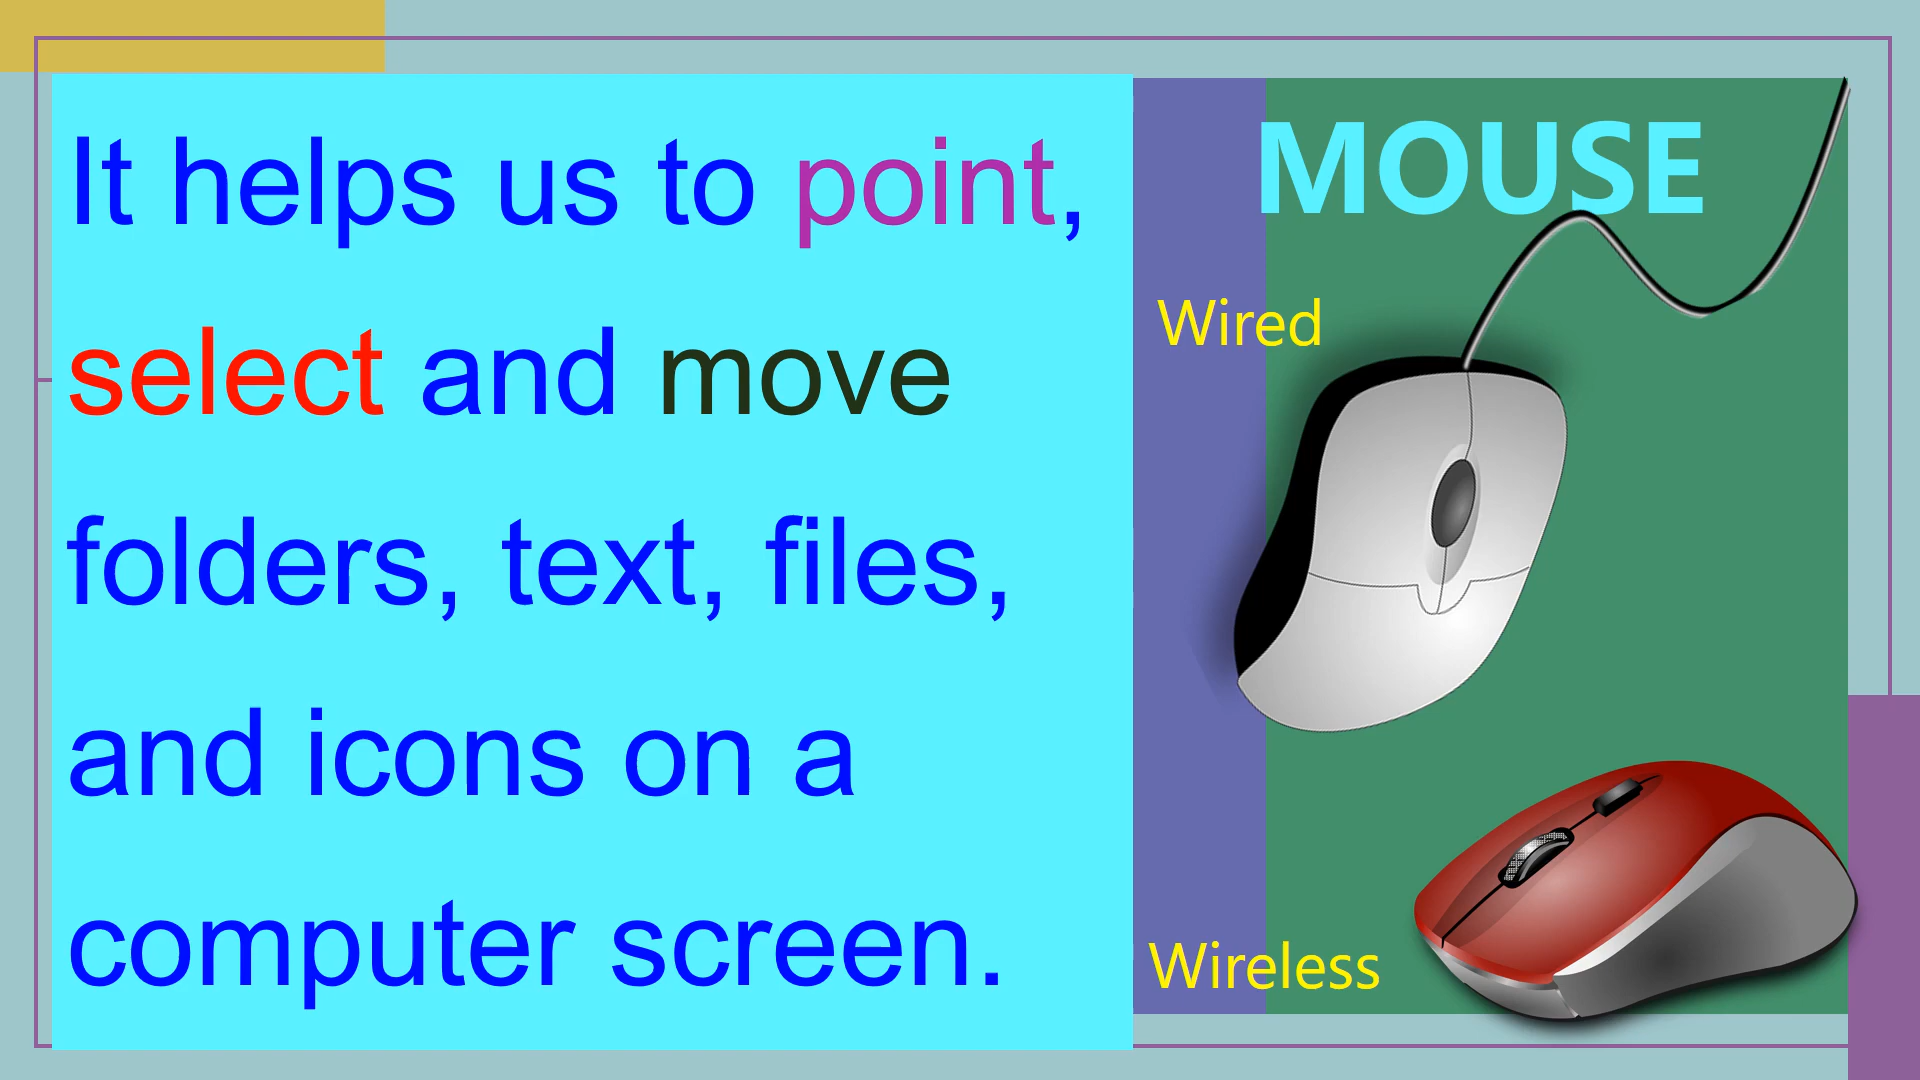 It helps us to point,
select and move
folders, text, files,
and icons on a
computer screen.
MOUSE
Wired
Wireless